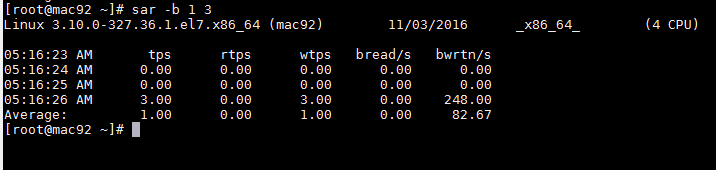 [root@mac92 ~]# sar -b 1 3
Linux 3.10.0-327.36.1.el7.x86_64 (mac92) 11/03/2016 _x86_64_ (4 CPU)
05:16:23 AM tps rtps wtps bread/s bwrtn/s
05:16:24 AM 0.00 0.00 0.00 0.00 0.00
05:16:25 AM 0.00 0.00 0.00 0.00 0.00
05:16:26 AM 3.00 0.00 3.00 0.00 248.00
Average: 1.00 0.00 1.00 0.00 82.67
[root@mac92 ~]#